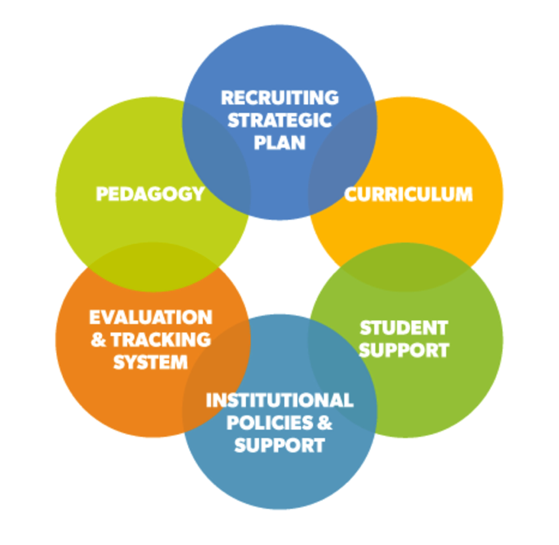 RECRUITING
STRATEGIC
PLAN
PEDAGOGY
CURRICULUM
EVALUATION
& TRACKING
SYSTEM
STUDENT
SUPPORT
INSTITUTIONAL
POLICIES &
SUPPORT